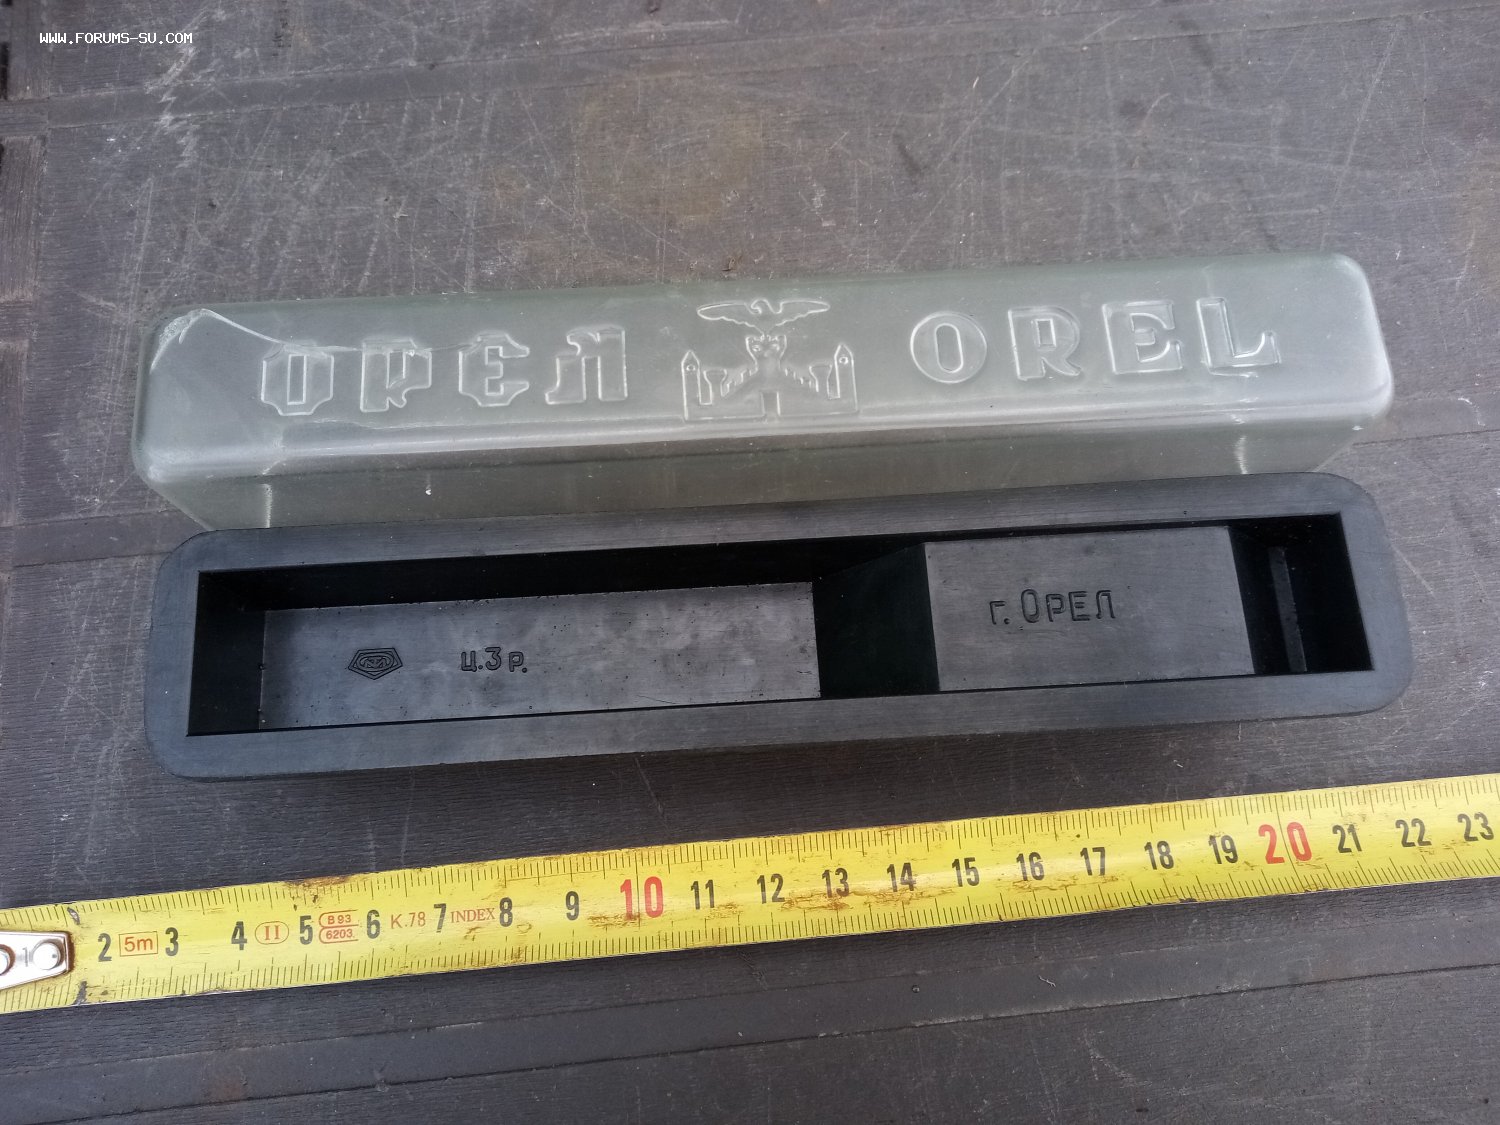 WWW.FORUMS-SU.COM
ОРЕЛ OREL
ц.3р.
г. ОРЕЛ
2 5m 3 4 II 5 B 93 6203 6 K.78 7 INDEX 8 9 10 11 12 13 14 15 16 17 18 19 20 21 22 23